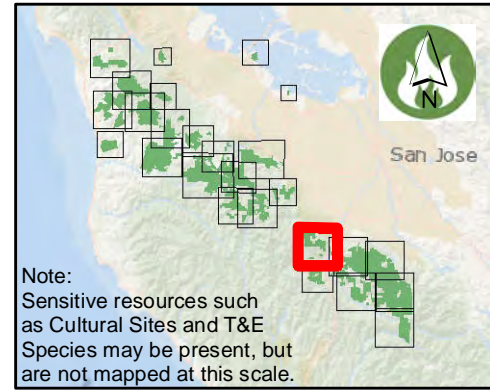 N
San Jose
Note:
Sensitive resources such
as Cultural Sites and T&E
Species may be present, but
are not mapped at this scale.